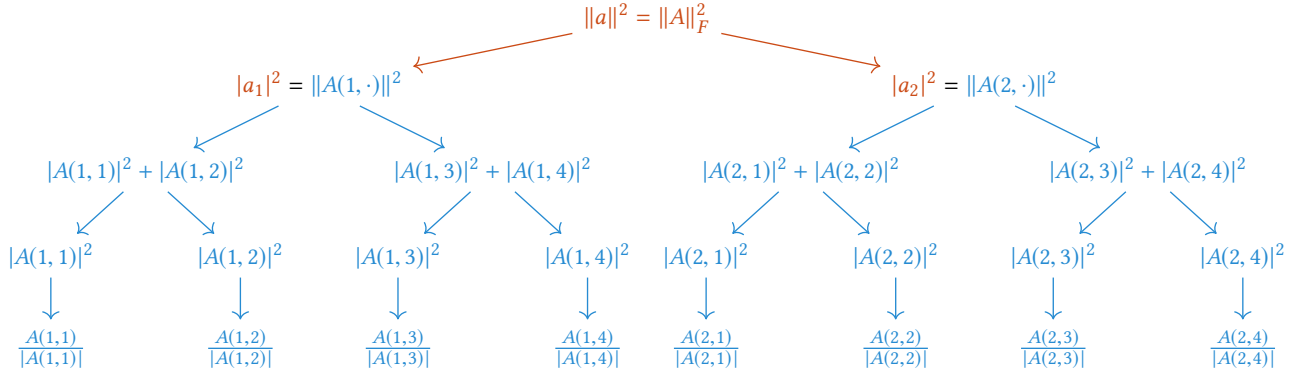 ‖a‖² = ‖A‖²_F
|a₁|² = ‖A(1, ·)‖² |a₂|² = ‖A(2, ·)‖²
|A(1, 1)|² + |A(1, 2)|² |A(1, 3)|² + |A(1, 4)|² |A(2, 1)|² + |A(2, 2)|² |A(2, 3)|² + |A(2, 4)|²
|A(1, 1)|² |A(1, 2)|² |A(1, 3)|² |A(1, 4)|² |A(2, 1)|² |A(2, 2)|² |A(2, 3)|² |A(2, 4)|²
A(1,1) A(1,2) A(1,3) A(1,4) A(2,1) A(2,2) A(2,3) A(2,4)
|A(1,1)| |A(1,2)| |A(1,3)| |A(1,4)| |A(2,1)| |A(2,2)| |A(2,3)| |A(2,4)|